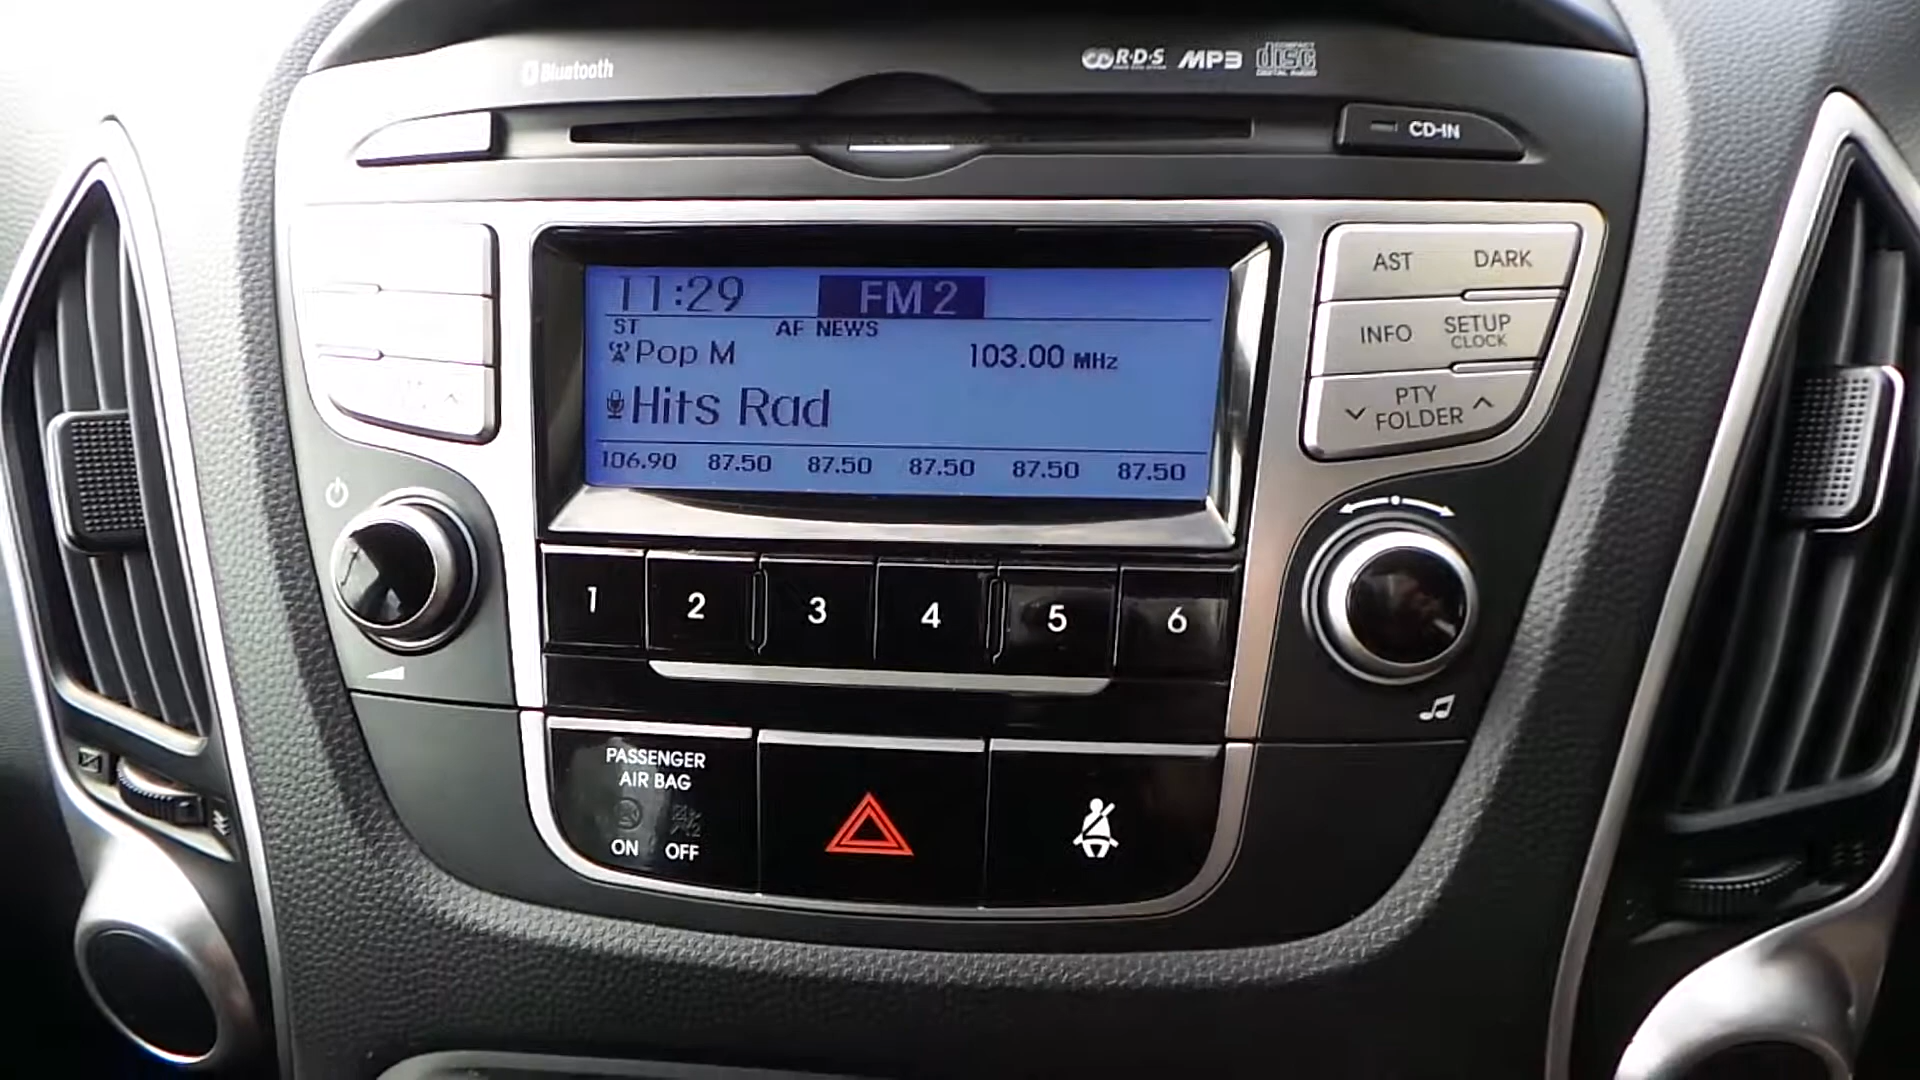 Bluetooth
R·D·S MP3 COMPACT disc DIGITAL AUDIO
CD-IN
11:29 FM 2
ST AF NEWS
Pop M 103.00 MHz
Hits Rad
106.90 87.50 87.50 87.50 87.50 87.50
AST DARK
INFO SETUP
CLOCK
PTY
FOLDER
1 2 3 4 5 6
PASSENGER
AIR BAG
ON OFF